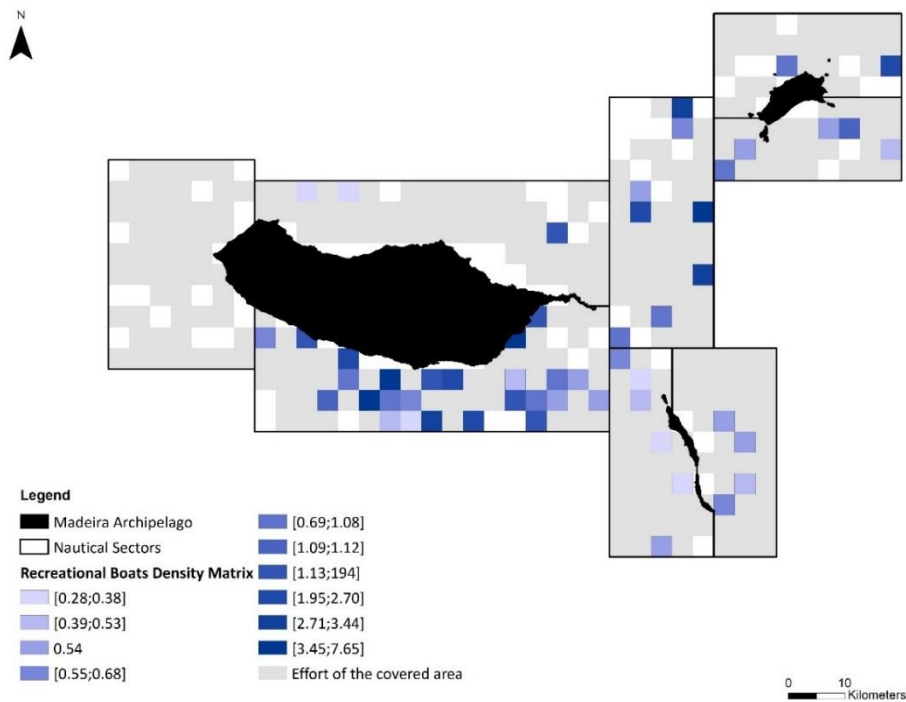 N
Legend
Madeira Archipelago
Nautical Sectors
Recreational Boats Density Matrix
[0.28;0.38]
[0.39;0.53]
0.54
[0.55;0.68]
[0.69;1.08]
[1.09;1.12]
[1.13;194]
[1.95;2.70]
[2.71;3.44]
[3.45;7.65]
Effort of the covered area
0 10
Kilometers